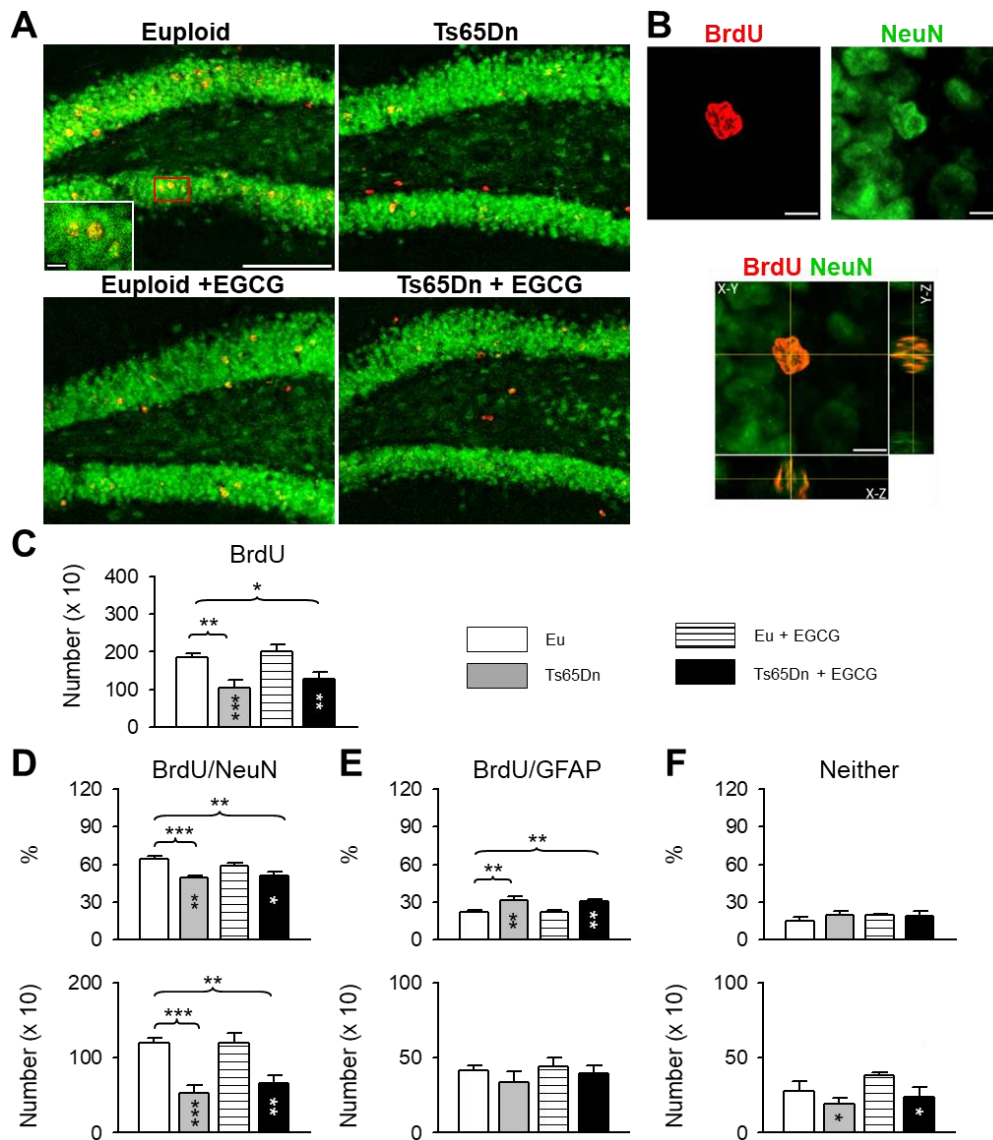 A
Euploid
Ts65Dn
Euploid +EGCG
Ts65Dn + EGCG
B
BrdU
NeuN
BrdU NeuN
X-Y
Y-Z
X-Z
C
BrdU
Number (x 10)
400
300
200
100
0
**
*
***
**
Eu
Ts65Dn
Eu + EGCG
Ts65Dn + EGCG
D
BrdU/NeuN
%
120
90
60
30
0
**
***
**
*
Number (x 10)
200
100
0
**
***
***
**
E
BrdU/GFAP
%
120
90
60
30
0
**
**
**
**
Number (x 10)
100
50
0
F
Neither
%
120
90
60
30
0
Number (x 10)
100
50
0
*
*